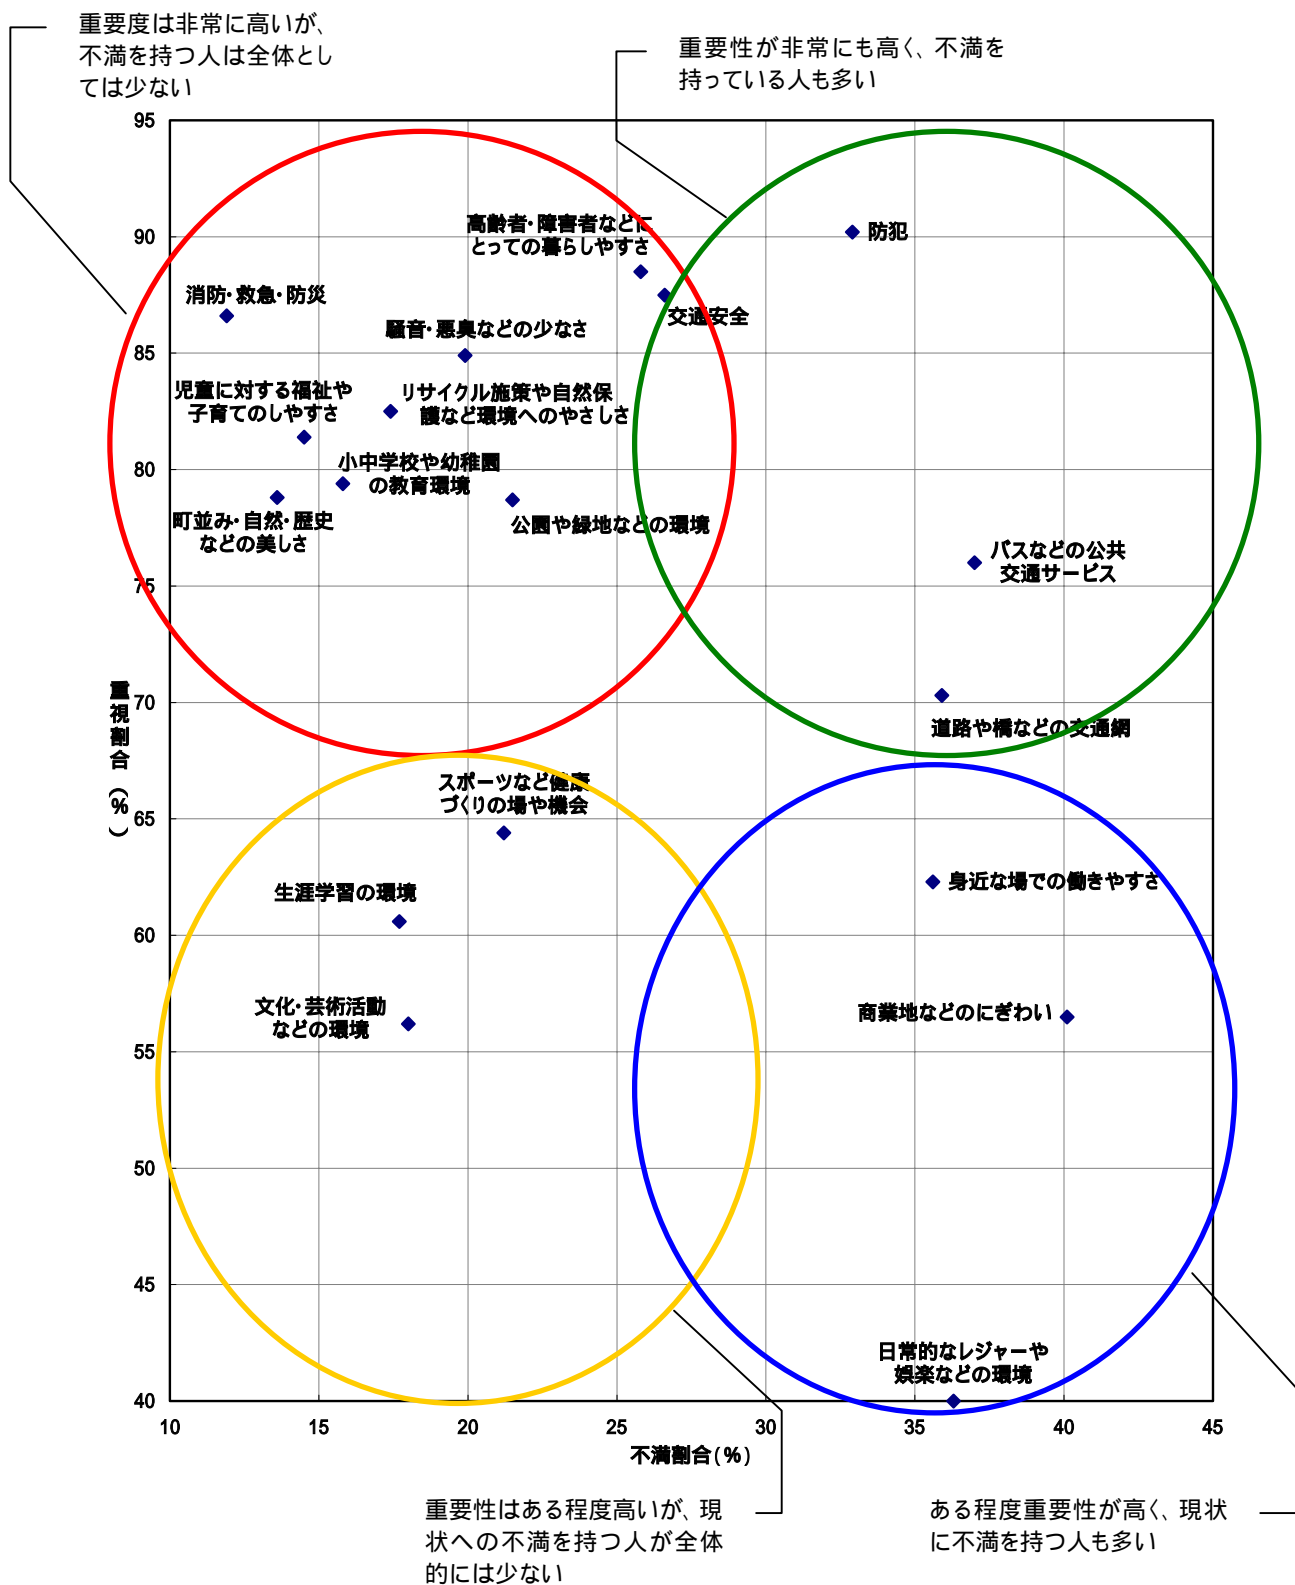 重要度は非常に高いが、
不満を持つ人は全体とし
ては少ない
重要性が非常にも高く、不満を
持っている人も多い
95
90
85
80
75
70
65
60
55
50
45
40
重視割合(%)
高齢者・障害者などに
とっての暮らしやすさ
防犯
消防・救急・防災
交通安全
騒音・悪臭などの少なさ
児童に対する福祉や
子育てのしやすさ
リサイクル施策や自然保
護など環境へのやさしさ
小中学校や幼稚園
の教育環境
町並み・自然・歴史
などの美しさ
公園や緑地などの環境
バスなどの公共
交通サービス
道路や橋などの交通網
スポーツなど健康
づくりの場や機会
生涯学習の環境
身近な場での働きやすさ
文化・芸術活動
などの環境
商業地などのにぎわい
日常的なレジャーや
娯楽などの環境
10 15 20 25 30 35 40 45
不満割合(%)
重要性はある程度高いが、現
状への不満を持つ人が全体
的には少ない
ある程度重要性が高く、現状
に不満を持つ人も多い